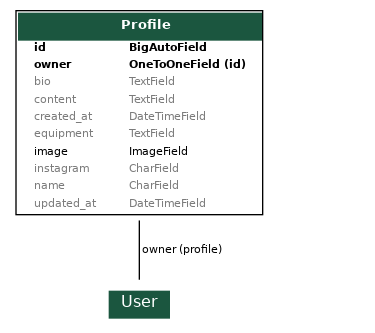 Profile
id BigAutoField
owner OneToOneField (id)
bio TextField
content TextField
created_at DateTimeField
equipment TextField
image ImageField
instagram CharField
name CharField
updated_at DateTimeField
owner (profile)
User